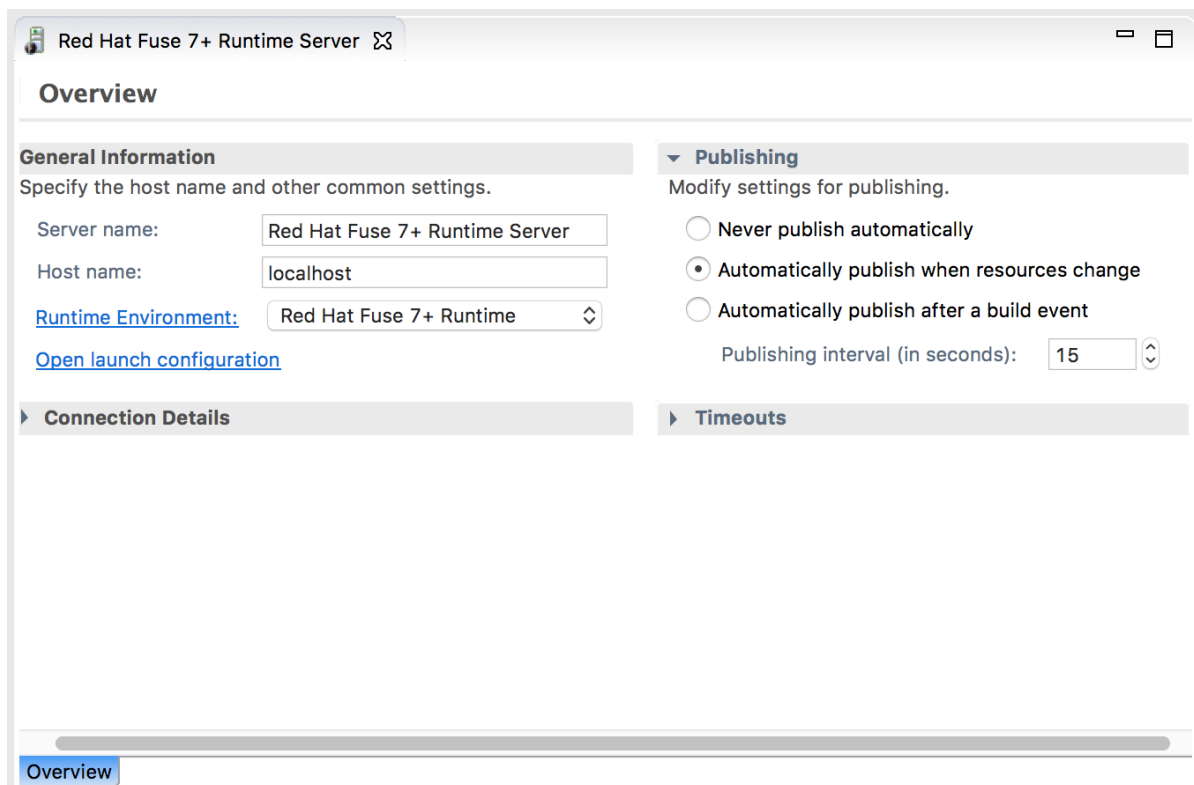 Red Hat Fuse 7+ Runtime Server
Overview
General Information
Specify the host name and other common settings.
Server name: Red Hat Fuse 7+ Runtime Server
Host name: localhost
Runtime Environment: Red Hat Fuse 7+ Runtime
Open launch configuration
Connection Details
Publishing
Modify settings for publishing.
Never publish automatically
Automatically publish when resources change
Automatically publish after a build event
Publishing interval (in seconds): 15
Timeouts
Overview